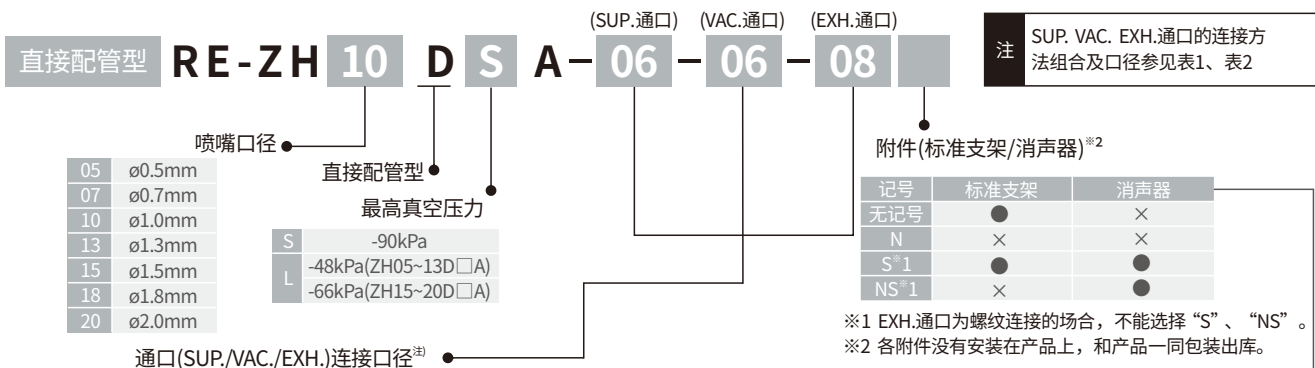 (SUP.通口) (VAC.通口) (EXH.通口)
直接配管型 RE-ZH 10 D S A-06-06-08
注 SUP. VAC. EXH.通口的连接方
法组合及口径参见表1、表2
喷嘴口径
05 ø0.5mm
07 ø0.7mm
10 ø1.0mm
13 ø1.3mm
15 ø1.5mm
18 ø1.8mm
20 ø2.0mm
直接配管型
最高真空压力
S -90kPa
L -48kPa(ZH05~13D□A)
-66kPa(ZH15~20D□A)
通口(SUP./VAC./EXH.)连接口径注)
附件(标准支架/消声器)※2
记号 标准支架 消声器
无记号 ● ×
N × ×
S※1 ● ●
NS※1 × ●
※1 EXH.通口为螺纹连接的场合，不能选择“S”、“NS”。
※2 各附件没有安装在产品上，和产品一同包装出库。